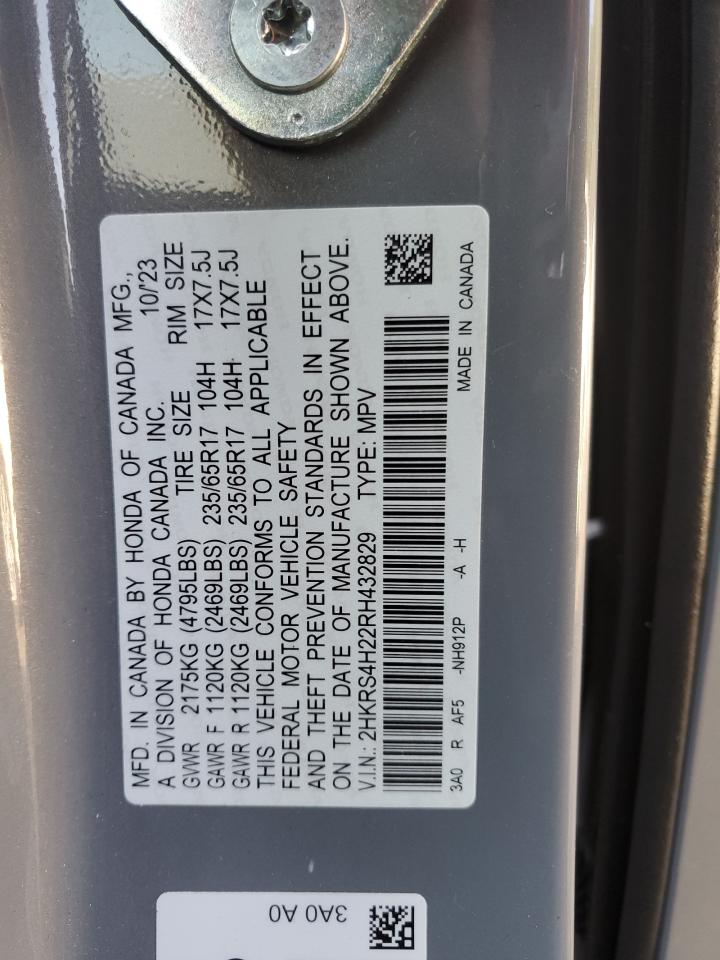 MFD. IN CANADA BY HONDA OF CANADA MFG.,
A DIVISION OF HONDA CANADA INC. 10/'23
GVWR 2175KG (4795LBS) TIRE SIZE RIM SIZE
GAWR F 1120KG (2469LBS) 235/65R17 104H 17X7.5J
GAWR R 1120KG (2469LBS) 235/65R17 104H 17X7.5J
THIS VEHICLE CONFORMS TO ALL APPLICABLE
FEDERAL MOTOR VEHICLE SAFETY
AND THEFT PREVENTION STANDARDS IN EFFECT
ON THE DATE OF MANUFACTURE SHOWN ABOVE.
V.I.N.: 2HKRS4H22RH432829 TYPE: MPV
3A0 R AF5 -NH912P -A -H MADE IN CANADA
3A0 A0